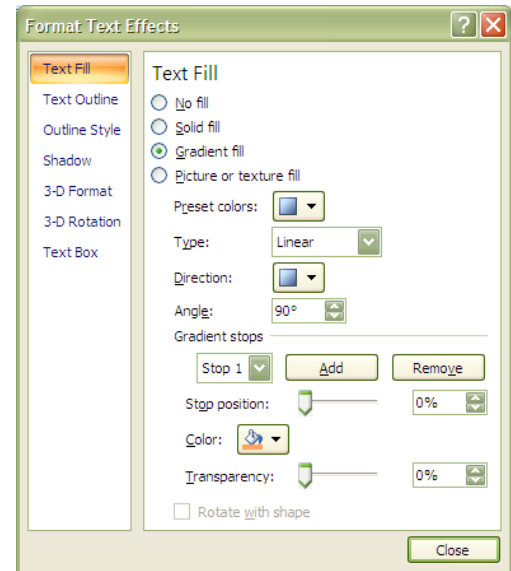 Format Text Effects
Text Fill
Text Outline
Outline Style
Shadow
3-D Format
3-D Rotation
Text Box
Text Fill
No fill
Solid fill
Gradient fill
Picture or texture fill
Preset colors:
Type: Linear
Direction:
Angle: 90°
Gradient stops
Stop 1 Add Remove
Stop position: 0%
Color:
Transparency: 0%
Rotate with shape
Close